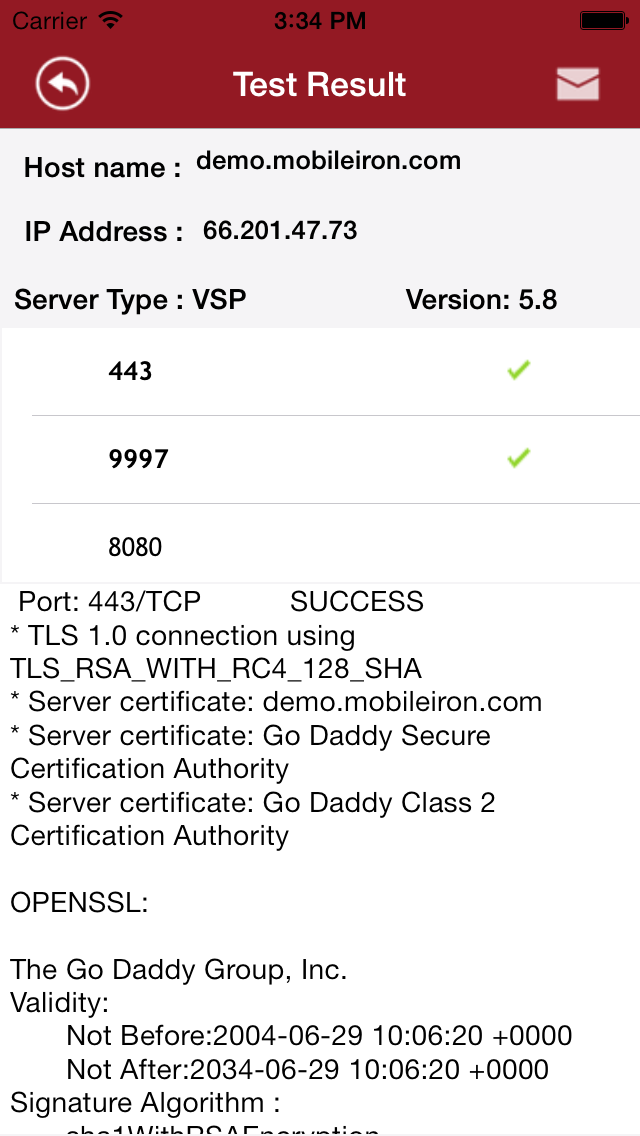 Carrier 3:34 PM
Test Result
Host name : demo.mobileiron.com
IP Address : 66.201.47.73
Server Type : VSP Version: 5.8
443
9997
8080
Port: 443/TCP SUCCESS
* TLS 1.0 connection using
TLS_RSA_WITH_RC4_128_SHA
* Server certificate: demo.mobileiron.com
* Server certificate: Go Daddy Secure
Certification Authority
* Server certificate: Go Daddy Class 2
Certification Authority
OPENSSL:
The Go Daddy Group, Inc.
Validity:
Not Before:2004-06-29 10:06:20 +0000
Not After:2034-06-29 10:06:20 +0000
Signature Algorithm :
sha1WithRSAEncryption